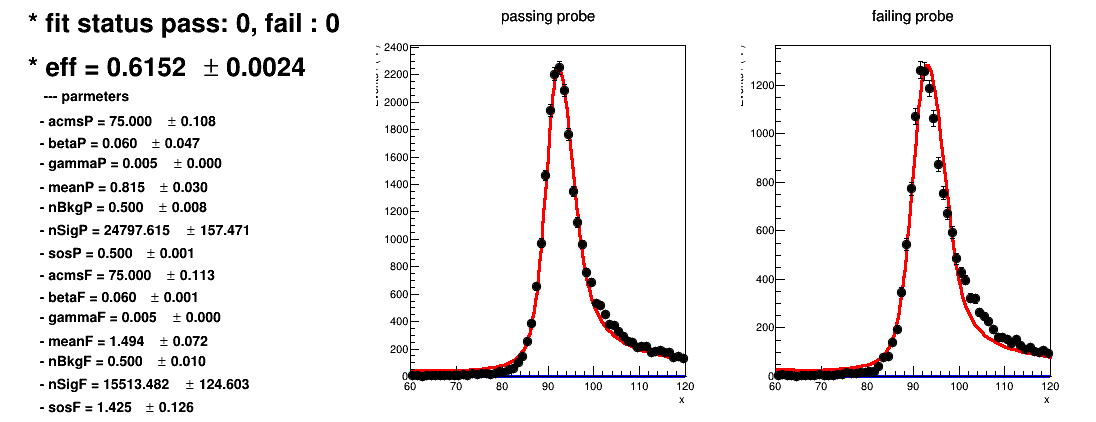 * fit status pass: 0, fail : 0
* eff = 0.6152 ± 0.0024
--- parmeters
- acmsP = 75.000 ± 0.108
- betaP = 0.060 ± 0.047
- gammaP = 0.005 ± 0.000
- meanP = 0.815 ± 0.030
- nBkgP = 0.500 ± 0.008
- nSigP = 24797.615 ± 157.471
- sosP = 0.500 ± 0.001
- acmsF = 75.000 ± 0.113
- betaF = 0.060 ± 0.001
- gammaF = 0.005 ± 0.000
- meanF = 1.494 ± 0.072
- nBkgF = 0.500 ± 0.010
- nSigF = 15513.482 ± 124.603
- sosF = 1.425 ± 0.126
passing probe
2400
2200
2000
1800
1600
1400
1200
1000
800
600
400
200
0
60 70 80 90 100 110 120
x
failing probe
1200
1000
800
600
400
200
0
60 70 80 90 100 110 120
x